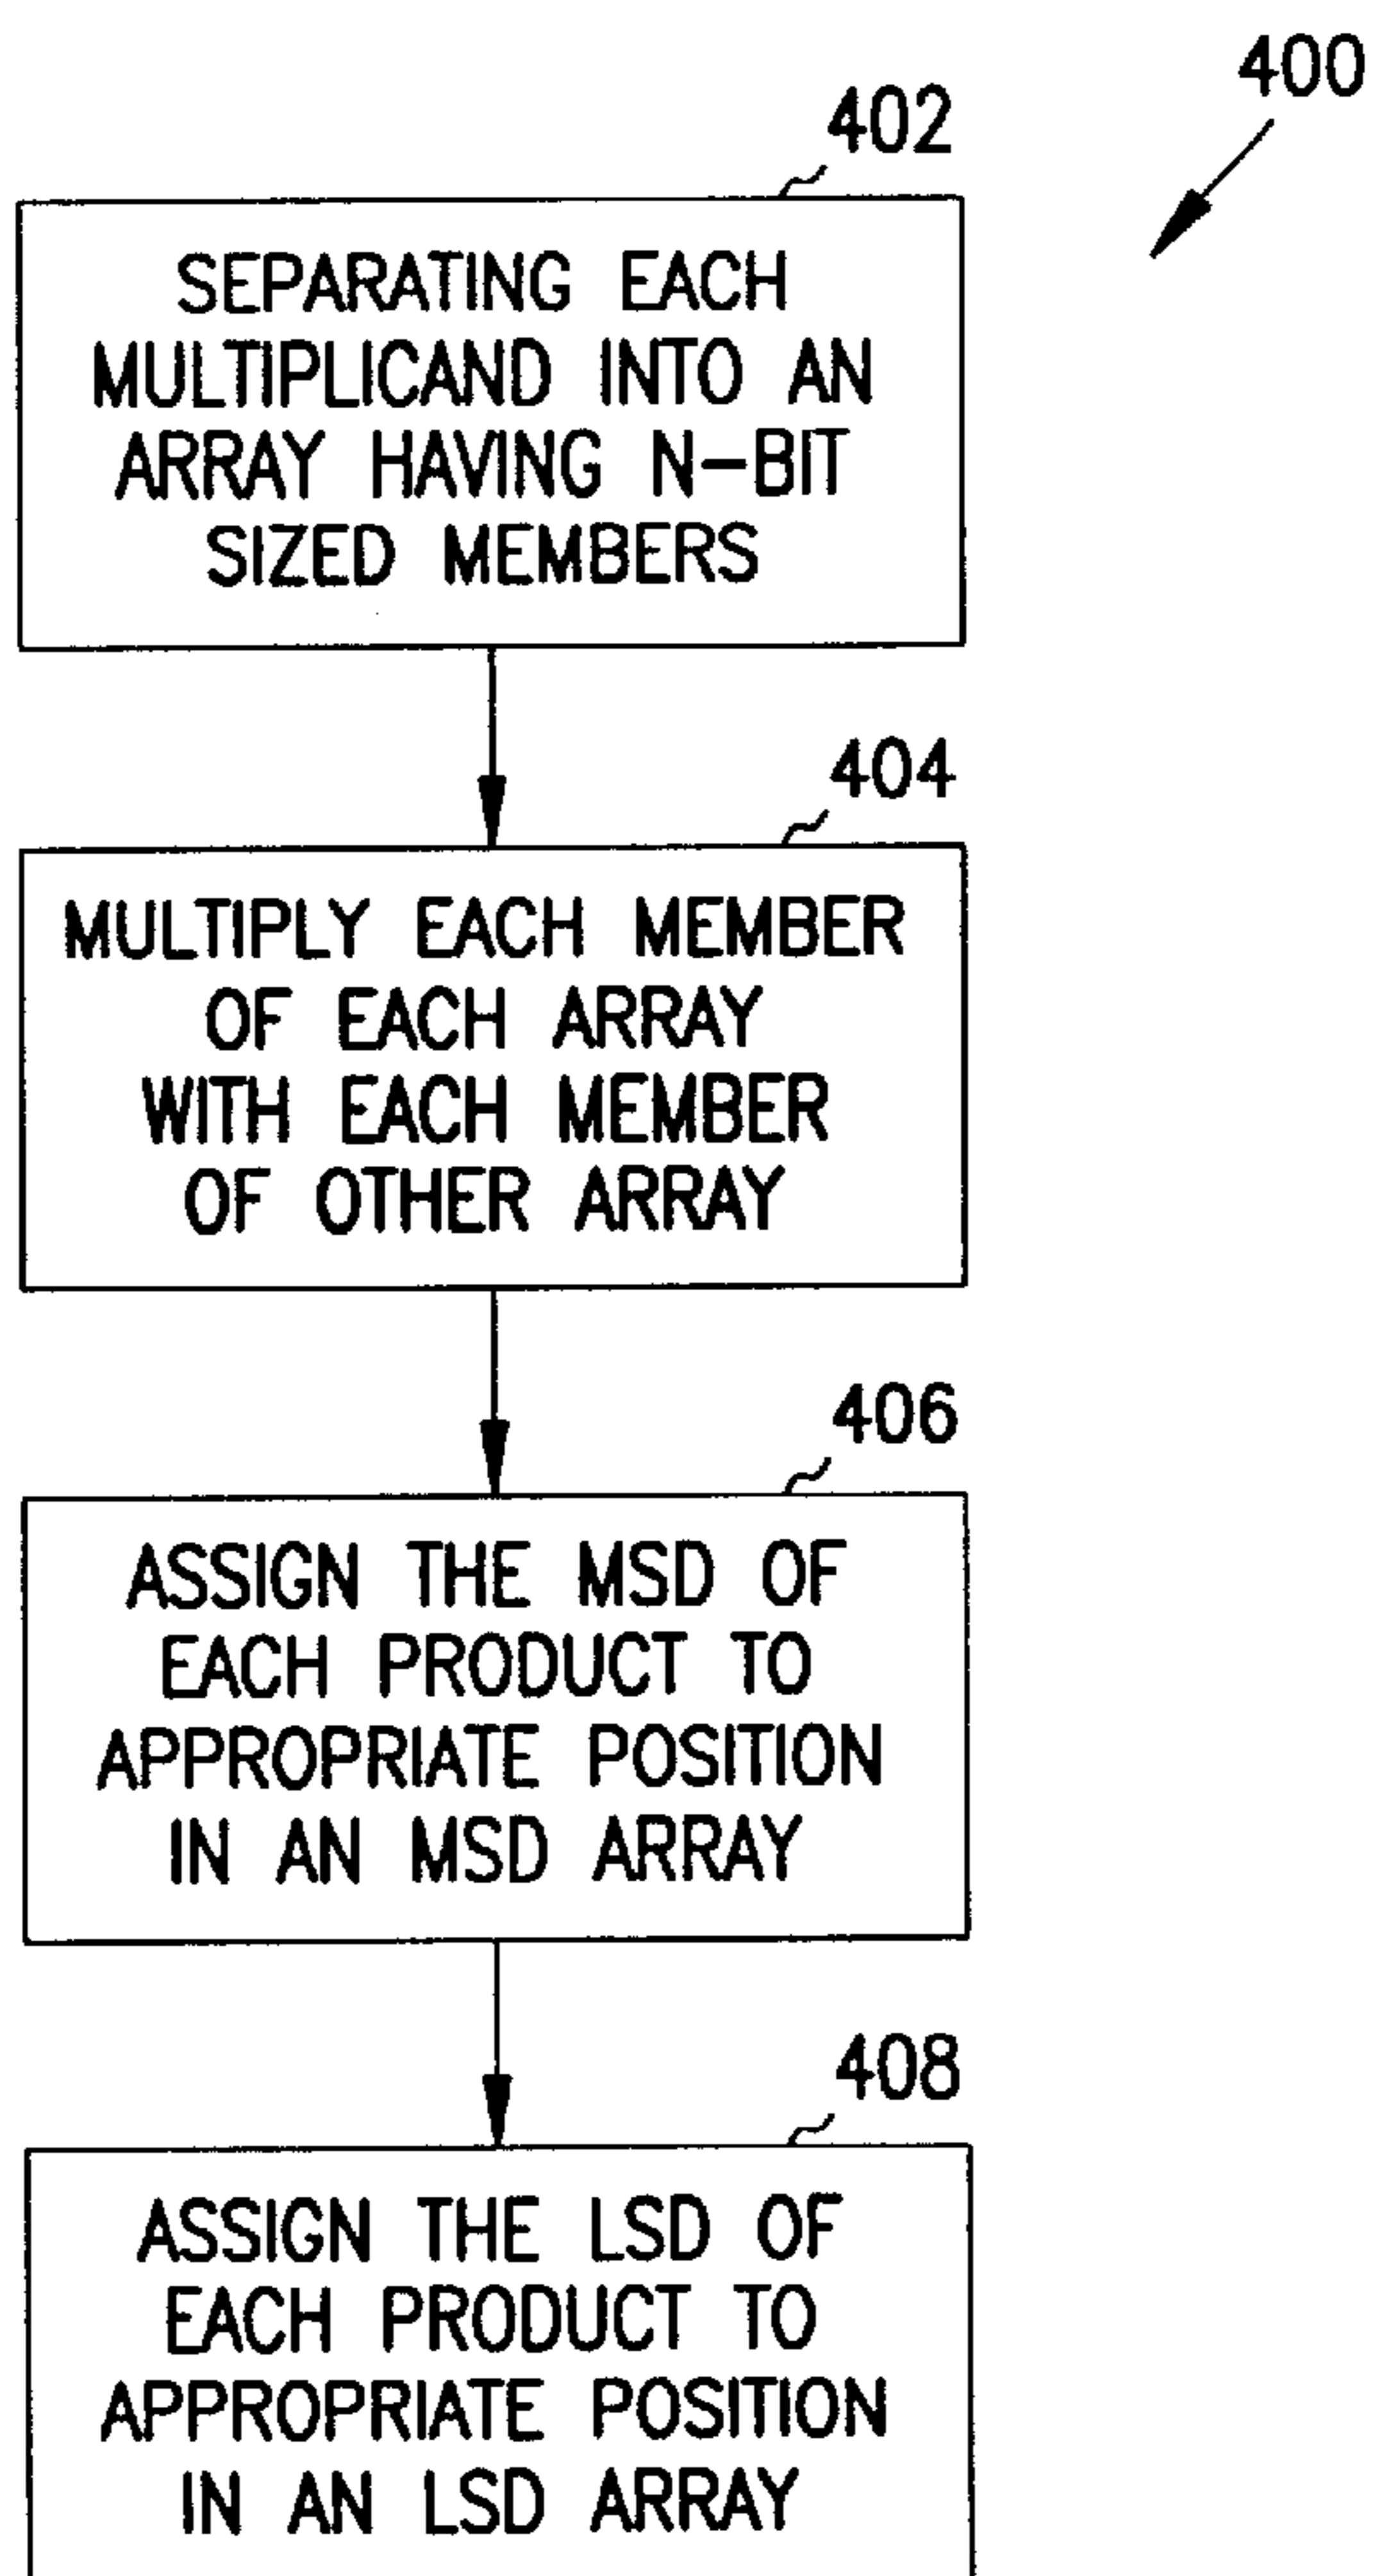 400
402
SEPARATING EACH
MULTIPLICAND INTO AN
ARRAY HAVING N-BIT
SIZED MEMBERS
404
MULTIPLY EACH MEMBER
OF EACH ARRAY
WITH EACH MEMBER
OF OTHER ARRAY
406
ASSIGN THE MSD OF
EACH PRODUCT TO
APPROPRIATE POSITION
IN AN MSD ARRAY
408
ASSIGN THE LSD OF
EACH PRODUCT TO
APPROPRIATE POSITION
IN AN LSD ARRAY